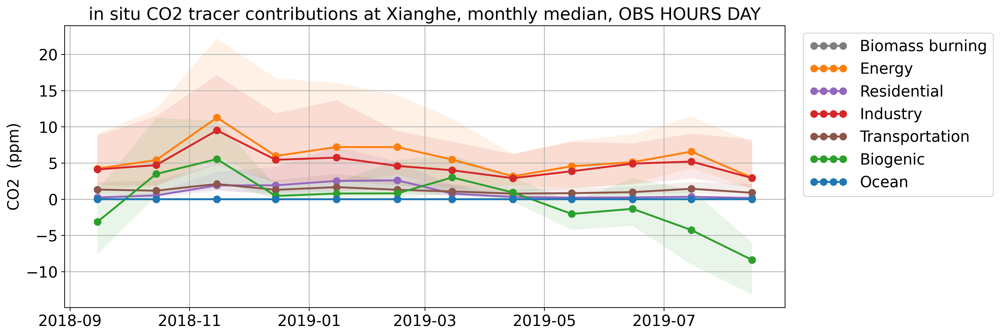 in situ CO2 tracer contributions at Xianghe, monthly median, OBS HOURS DAY
CO2 (ppm)
20
15
10
5
0
−5
−10
2018-09
2018-11
2019-01
2019-03
2019-05
2019-07
Biomass burning
Energy
Residential
Industry
Transportation
Biogenic
Ocean